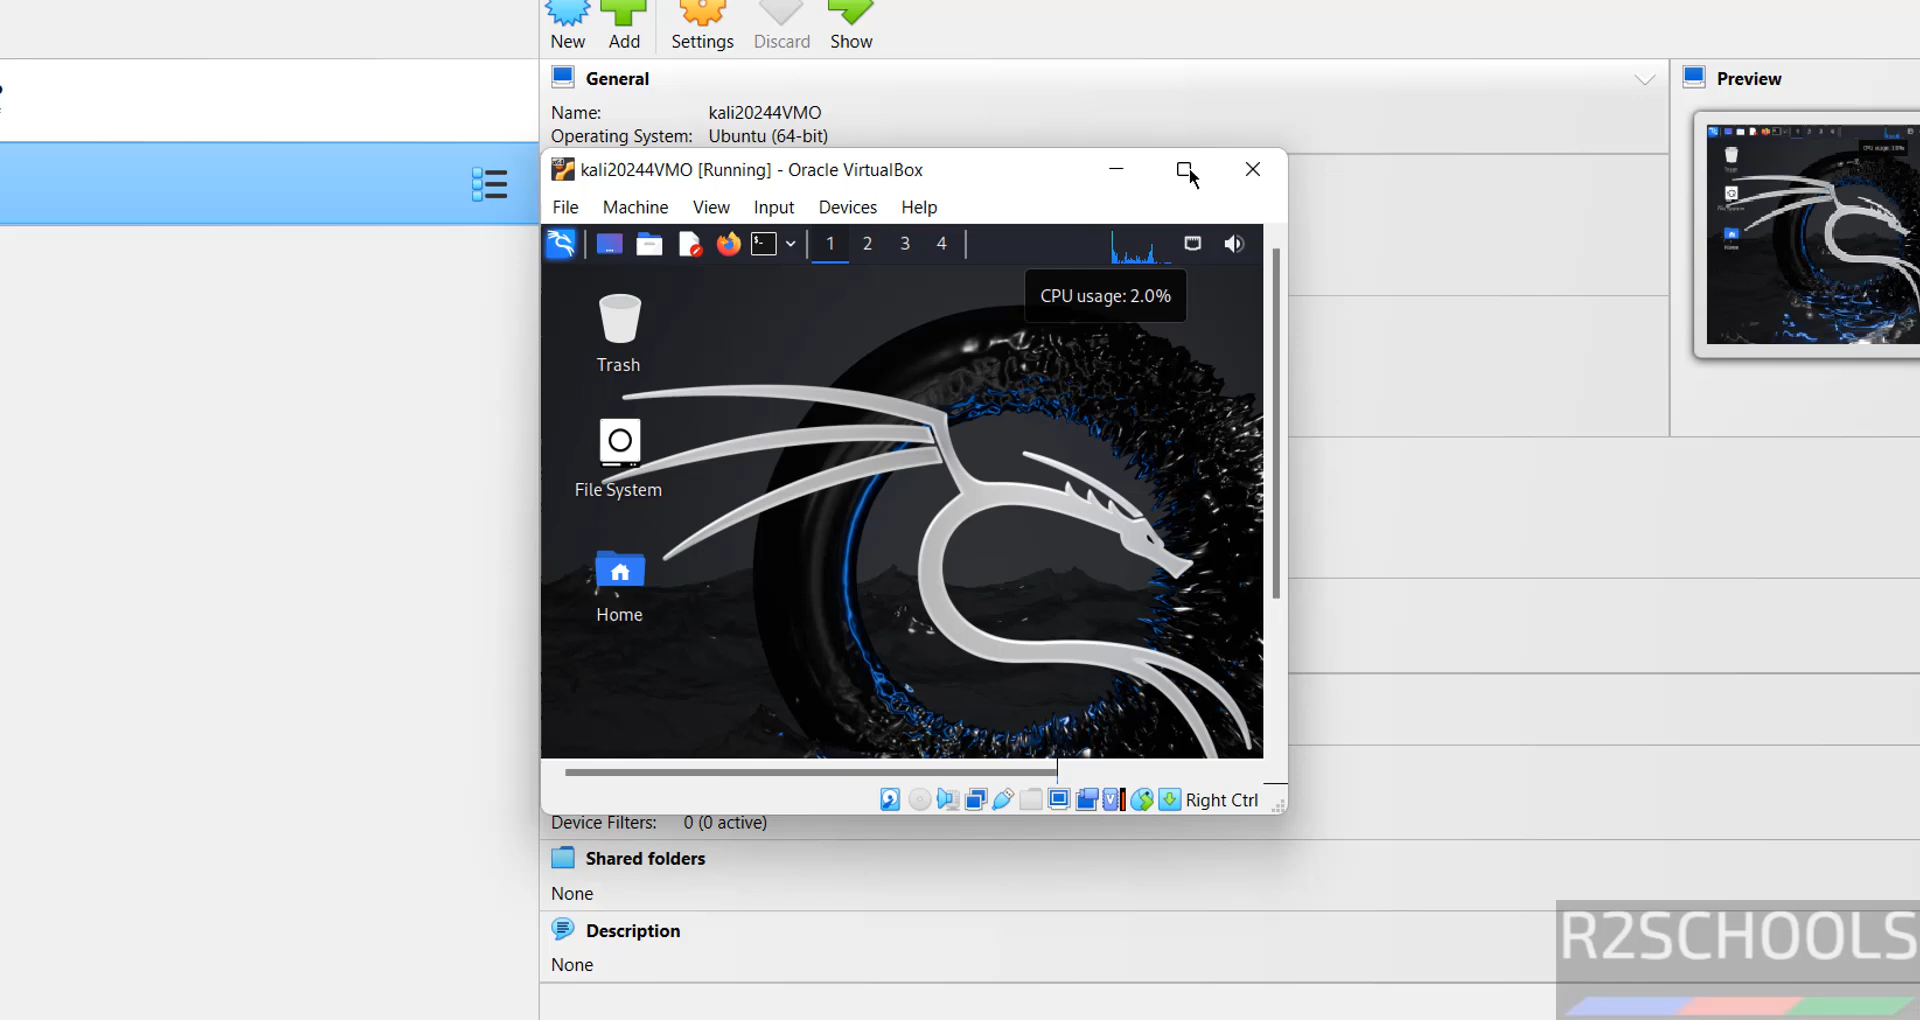 New Add Settings Discard Show
General
Preview
Name: kali20244VMO
Operating System: Ubuntu (64-bit)
kali20244VMO [Running] - Oracle VirtualBox
File Machine View Input Devices Help
1 2 3 4
CPU usage: 2.0%
Trash
File System
Home
Right Ctrl
Device Filters: 0 (0 active)
Shared folders
None
Description
None
R2SCHOOLS